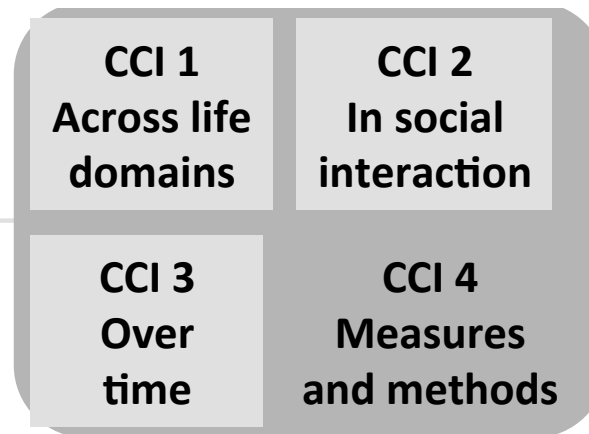 CCI 1
Across life
domains
CCI 2
In social
interaction
CCI 3
Over
time
CCI 4
Measures
and methods